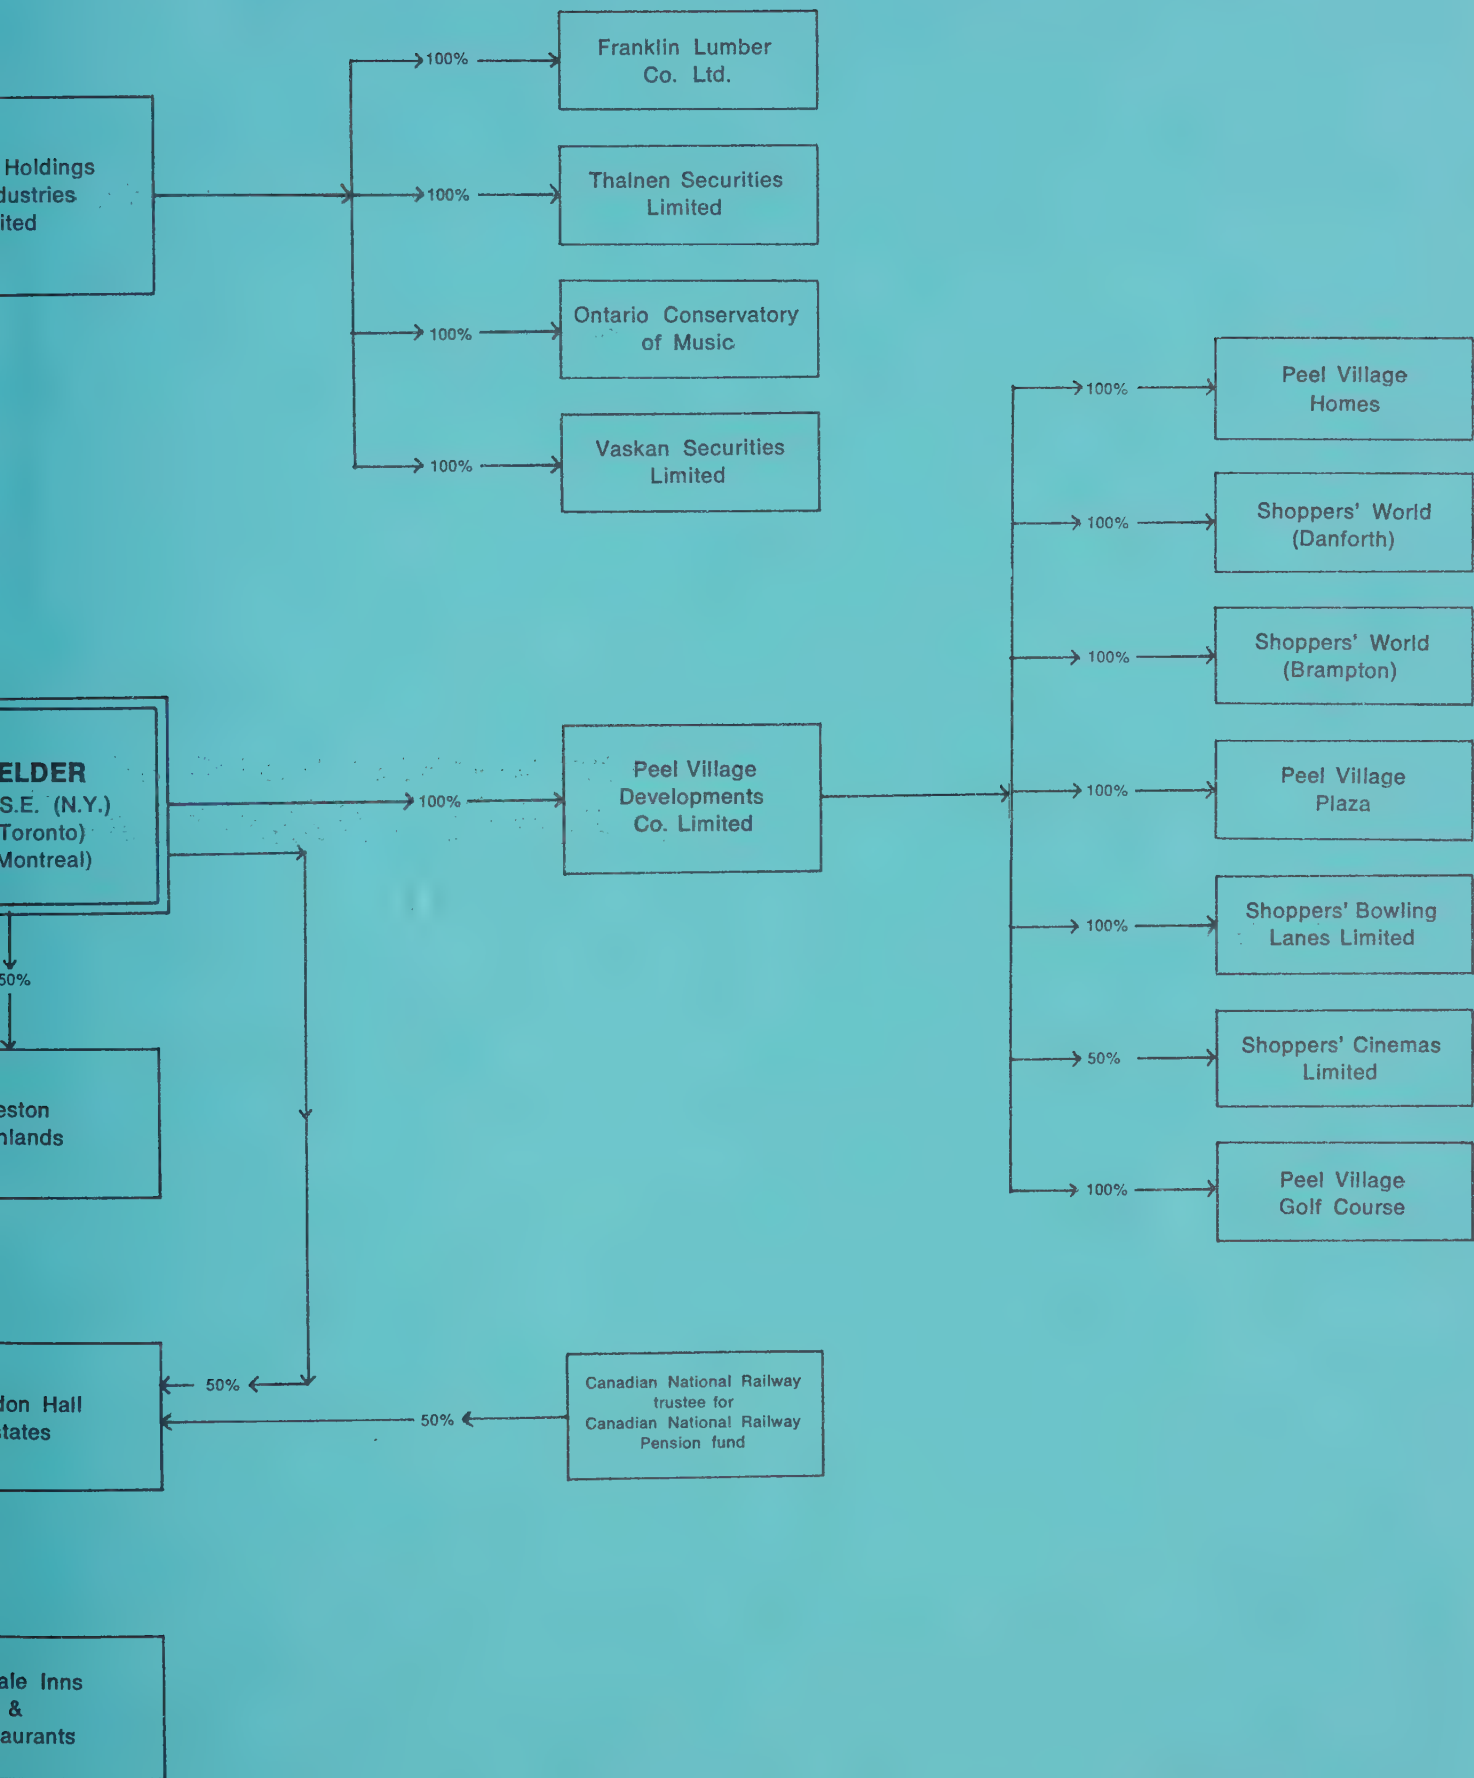 100%
Franklin Lumber
Co. Ltd.
Holdings
dustries
ited
100%
Thalnen Securities
Limited
100%
Ontario Conservatory
of Music
100%
Vaskan Securities
Limited
100%
Peel Village
Homes
100%
Shoppers' World
(Danforth)
100%
Shoppers' World
(Brampton)
ELDER
S.E. (N.Y.)
Toronto)
Montreal)
100%
Peel Village
Developments
Co. Limited
100%
Peel Village
Plaza
100%
Shoppers' Bowling
Lanes Limited
50%
50%
Shoppers' Cinemas
Limited
eston
hlands
100%
Peel Village
Golf Course
don Hall
states
50%
50%
Canadian National Railway
trustee for
Canadian National Railway
Pension fund
ale Inns
&
aurants